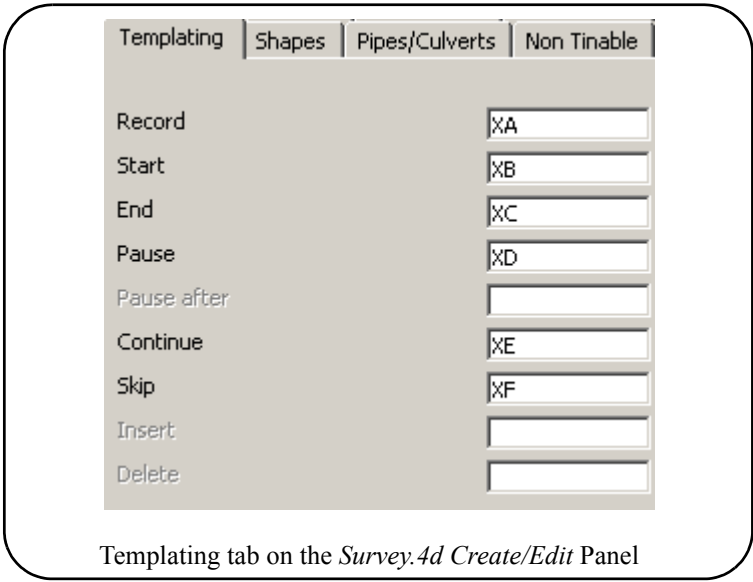 Templating Shapes Pipes/Culverts Non Tinable
Record XA
Start XB
End XC
Pause XD
Pause after
Continue XE
Skip XF
Insert
Delete
Templating tab on the Survey.4d Create/Edit Panel